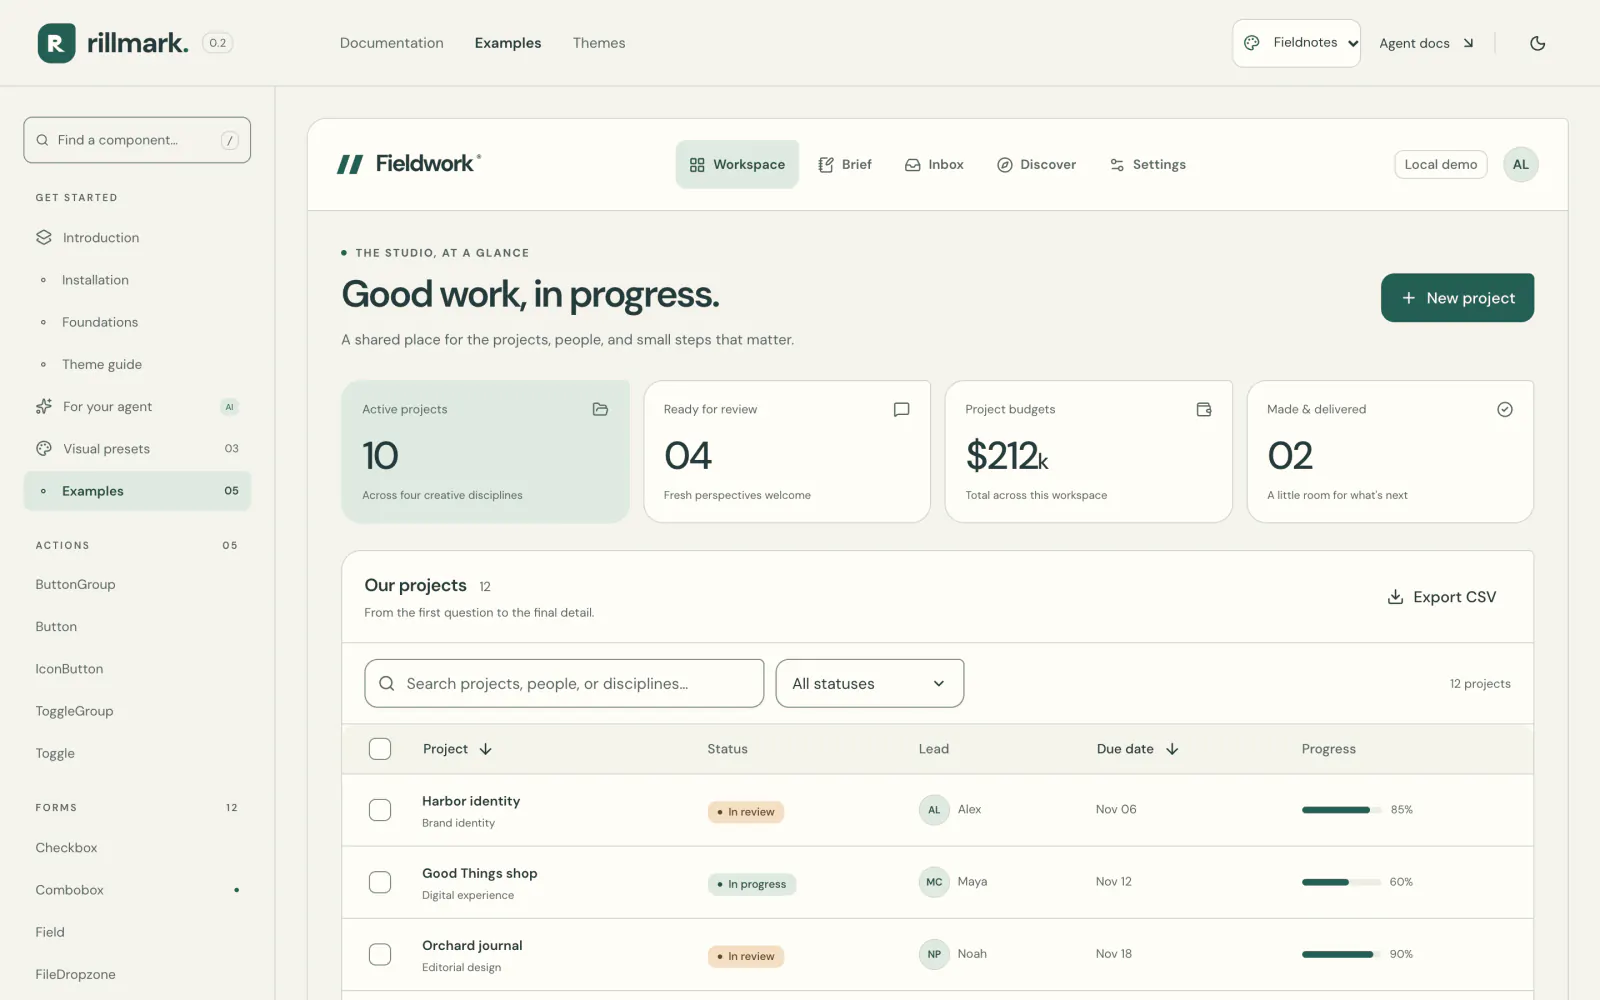 R rillmark. 0.2
Documentation
Examples
Themes
Fieldnotes
Agent docs
Find a component... /
GET STARTED
Introduction
Installation
Foundations
Theme guide
For your agent AI
Visual presets 03
Examples 05
ACTIONS 05
ButtonGroup
Button
IconButton
ToggleGroup
Toggle
FORMS 12
Checkbox
Combobox
Field
FileDropzone
Fieldwork®
Workspace
Brief
Inbox
Discover
Settings
Local demo
AL
THE STUDIO, AT A GLANCE
Good work, in progress.
A shared place for the projects, people, and small steps that matter.
+ New project
Active projects
10
Across four creative disciplines
Ready for review
04
Fresh perspectives welcome
Project budgets
$212k
Total across this workspace
Made & delivered
02
A little room for what's next
Our projects 12
From the first question to the final detail.
Export CSV
Search projects, people, or disciplines...
All statuses
12 projects
Project Status Lead Due date Progress
Harbor identity
Brand identity
In review
AL Alex
Nov 06
85%
Good Things shop
Digital experience
In progress
MC Maya
Nov 12
60%
Orchard journal
Editorial design
In review
NP Noah
Nov 18
90%